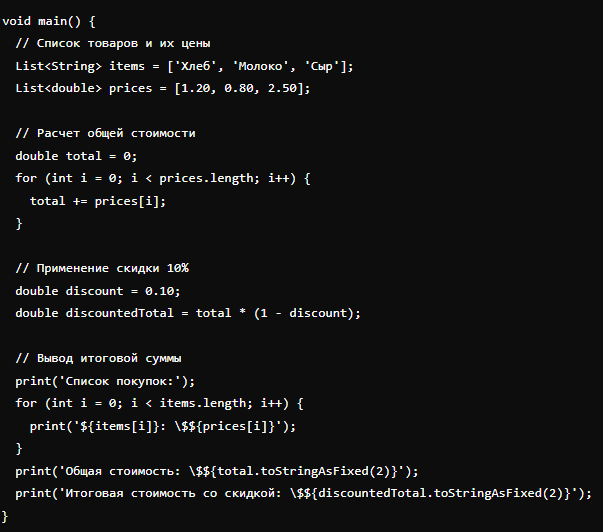 void main() {
  // Список товаров и их цены
  List<String> items = ['Хлеб', 'Молоко', 'Сыр'];
  List<double> prices = [1.20, 0.80, 2.50];

  // Расчет общей стоимости
  double total = 0;
  for (int i = 0; i < prices.length; i++) {
    total += prices[i];
  }

  // Применение скидки 10%
  double discount = 0.10;
  double discountedTotal = total * (1 - discount);

  // Вывод итоговой суммы
  print('Список покупок:');
  for (int i = 0; i < items.length; i++) {
    print('${items[i]}: \$${prices[i]}');
  }
  print('Общая стоимость: \$${total.toStringAsFixed(2)}');
  print('Итоговая стоимость со скидкой: \$${discountedTotal.toStringAsFixed(2)}');
}